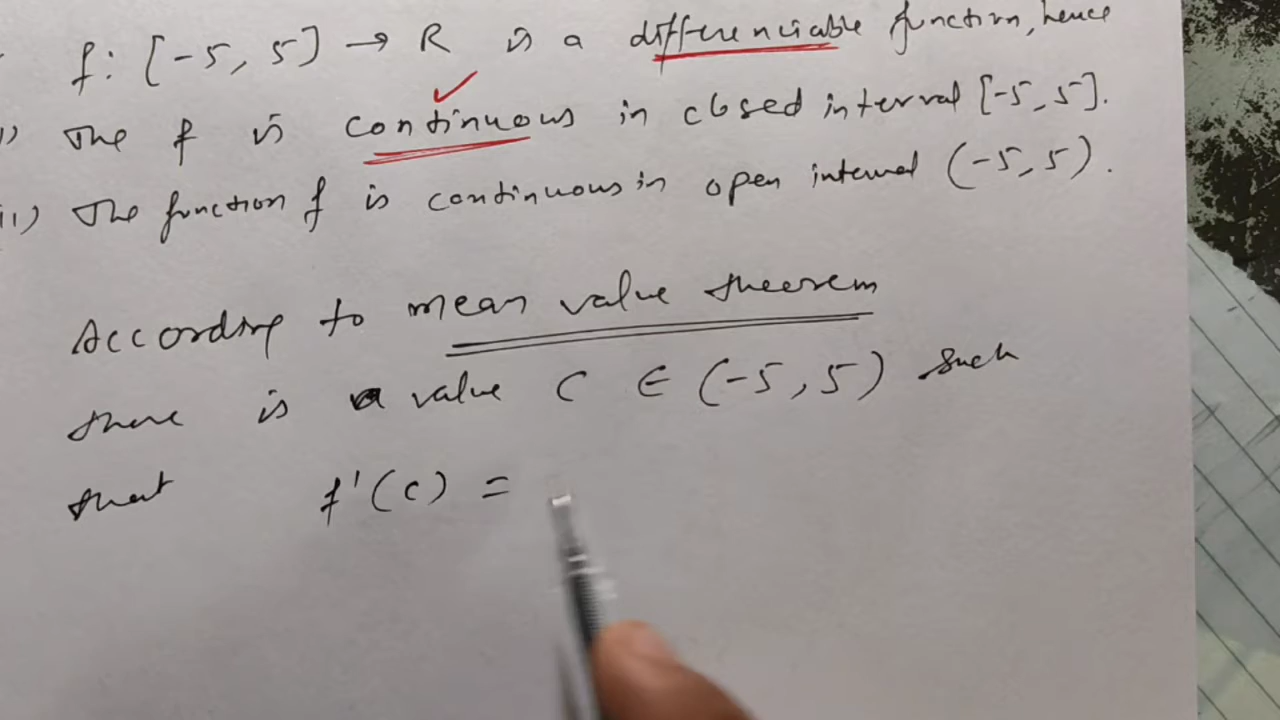 f: [-5, 5] → R is a differenciable function, hence
i) The f is continuous in closed interval [-5, 5].
ii) The function f is continuous in open interval (-5, 5).
According to mean value theorem
there is a value C ∈ (-5, 5) such
that f'(c) =